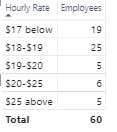 Hourly Rate Employees
$17 below 19
$18-$19 25
$19-$20 5
$20-$25 6
$25 above 5
Total 60